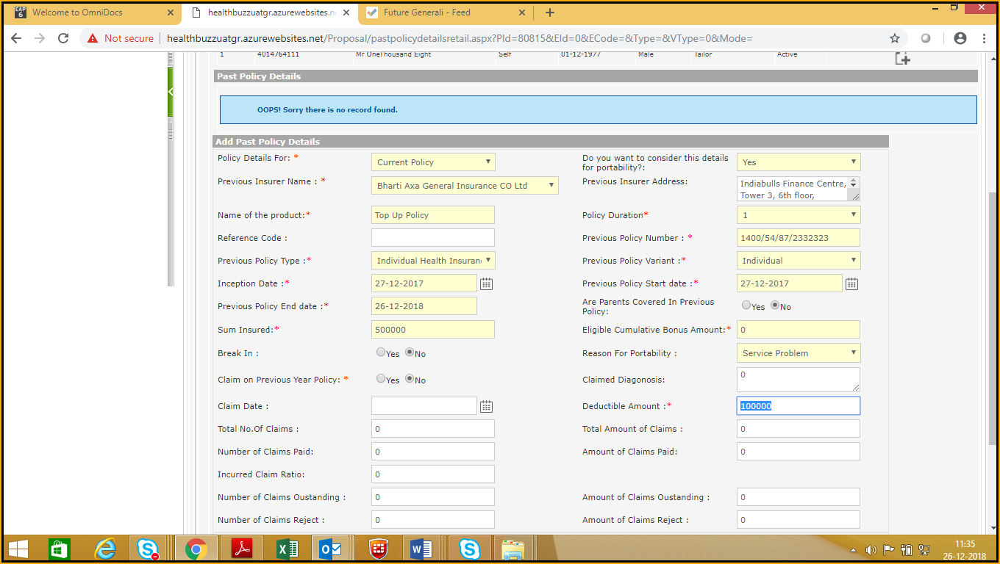 Welcome to OmniDocs
healthbuzzuatgr.azurewebsites.ne
Future Generali - Feed
Not secure
healthbuzzuatgr.azurewebsites.net/Proposal/pastpolicydetailsretail.aspx?PId=80815&EId=0&ECode=&Type=&VType=0&Mode=
1 4014764111 Mr OneThousand Eight Self 01-12-1977 Male Tailor Active
Past Policy Details
OOPS! Sorry there is no record found.
Add Past Policy Details
Policy Details For: * Current Policy Do you want to consider this details
for portability?: Yes
Previous Insurer Name : * Bharti Axa General Insurance CO Ltd Previous Insurer Address: Indiabulls Finance Centre,
Tower 3, 6th floor,
Name of the product:* Top Up Policy Policy Duration* 1
Reference Code : Previous Policy Number : * 1400/54/87/2332323
Previous Policy Type :* Individual Health Insuran Previous Policy Variant :* Individual
Inception Date :* 27-12-2017 Previous Policy Start date :* 27-12-2017
Previous Policy End date :* 26-12-2018 Are Parents Covered In Previous
Policy: Yes No
Sum Insured:* 500000 Eligible Cumulative Bonus Amount:* 0
Break In : Yes No Reason For Portability : Service Problem
Claim on Previous Year Policy: * Yes No Claimed Diagonosis: 0
Claim Date : Deductible Amount :* 100000
Total No.Of Claims : 0 Total Amount of Claims : 0
Number of Claims Paid: 0 Amount of Claims Paid: 0
Incurred Claim Ratio: 0
Number of Claims Oustanding : 0 Amount of Claims Oustanding : 0
Number of Claims Reject : 0 Amount of Claims Reject : 0
11:35
26-12-2018